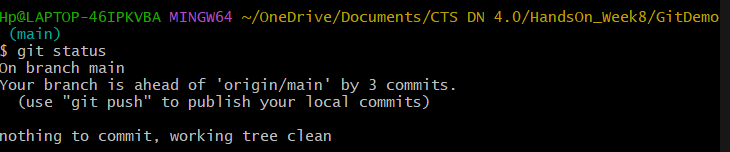 Hp@LAPTOP-46IPKVBA MINGW64 ~/OneDrive/Documents/CTS DN 4.0/HandsOn_Week8/GitDemo
(main)
$ git status
On branch main
Your branch is ahead of 'origin/main' by 3 commits.
  (use "git push" to publish your local commits)

nothing to commit, working tree clean